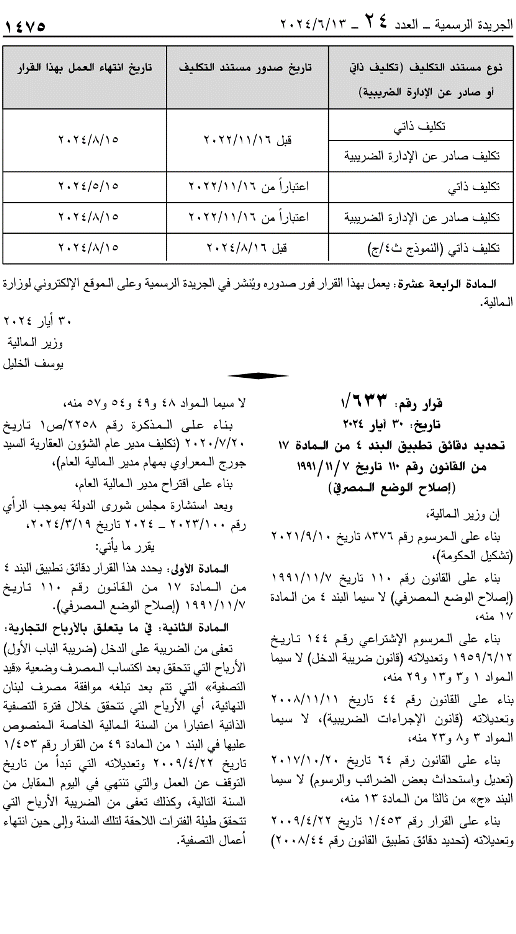 الجريدة الرسمية – العدد ٢٤ – ٢٠٢٤/٦/١٣
١٤٧٥
نوع مستند التكليف (تكليف ذاتي أو صادر عن الإدارة الضريبية)
تاريخ صدور مستند التكليف
تاريخ انتهاء العمل بهذا القرار
تكليف ذاتي
تكليف صادر عن الإدارة الضريبية
قبل ٢٠٢٢/١١/١٦
٢٠٢٤/٨/١٥
تكليف ذاتي
اعتباراً من ٢٠٢٢/١١/١٦
٢٠٢٤/٥/١٥
تكليف صادر عن الإدارة الضريبية
اعتباراً من ٢٠٢٢/١١/١٦
٢٠٢٤/٨/١٥
تكليف ذاتي (النموذج ث٤/ج)
قبل ٢٠٢٤/٨/١٦
٢٠٢٤/٨/١٥
المادة الرابعة عشرة: يعمل بهذا القرار فور صدوره ويُنشر في الجريدة الرسمية وعلى الموقع الإلكتروني لوزارة
المالية.
٣٠ أيار ٢٠٢٤
وزير المالية
يوسف الخليل
قرار رقم: ١/٦٣٣
تاريخ: ٣٠ أيار ٢٠٢٤
تحديد دقائق تطبيق البند ٤ من المادة ١٧
من القانون رقم ١١٠ تاريخ ١٩٩١/١١/٧
(إصلاح الوضع المصرفي)
إن وزير المالية،
بناء على المرسوم رقم ٨٣٧٦ تاريخ ٢٠٢١/٩/١٠
(تشكيل الحكومة)،
بناء على القانون رقم ١١٠ تاريخ ١٩٩١/١١/٧
(إصلاح الوضع المصرفي) لا سيما البند ٤ من المادة
١٧ منه،
بناء على المرسوم الإشتراعي رقم ١٤٤ تاريخ
١٩٥٩/٦/١٢ وتعديلاته (قانون ضريبة الدخل) لا سيما
المواد ١ و٣ و١٣ و٢٩ منه،
بناء على القانون رقم ٤٤ تاريخ ٢٠٠٨/١١/١١
وتعديلاته (قانون الإجراءات الضريبية)، لا سيما
المواد ٣ و٨ و٢٣ منه،
بناء على القانون رقم ٦٤ تاريخ ٢٠١٧/١٠/٢٠
(تعديل واستحداث بعض الضرائب والرسوم) لا سيما
البند «ج» من ثالثا من المادة ١٣ منه،
بناء على القرار رقم ١/٤٥٣ تاريخ ٢٠٠٩/٤/٢٢
وتعديلاته (تحديد دقائق تطبيق القانون رقم ٢٠٠٨/٤٤)
لا سيما المواد ٤٨ و٤٩ و٥٤ و٥٧ منه،
بناء على المذكرة رقم ٢٢٥٨/ص١ تاريخ
٢٠٢٠/٧/٢٠ (تكليف مدير عام الشؤون العقارية السيد
جورج المعراوي بمهام مدير المالية العام)،
بناء على اقتراح مدير المالية العام،
وبعد استشارة مجلس شورى الدولة بموجب الرأي
رقم ٢٠٢٣/١٠٠ – ٢٠٢٤ تاريخ ٢٠٢٤/٣/١٩،
يقرر ما يأتي:
المادة الأولى: يحدد هذا القرار دقائق تطبيق البند ٤
من المادة ١٧ من القانون رقم ١١٠ تاريخ
١٩٩١/١١/٧ (إصلاح الوضع المصرفي).
المادة الثانية: في ما يتعلق بالأرباح التجارية:
تعفى من الضريبة على الدخل (ضريبة الباب الأول)
الأرباح التي تتحقق بعد اكتساب المصرف وضعية «قيد
التصفية» التي تتم بعد تبلغه موافقة مصرف لبنان
النهائية، أي الأرباح التي تتحقق خلال فترة التصفية
الذاتية اعتبارا من السنة المالية الخاصة المنصوص
عليها في البند ١ من المادة ٤٩ من القرار رقم ١/٤٥٣
تاريخ ٢٠٠٩/٤/٢٢ وتعديلاته التي تبدأ من تاريخ
التوقف عن العمل والتي تنتهي في اليوم المقابل من
السنة التالية، وكذلك تعفى من الضريبة الأرباح التي
تتحقق طيلة الفترات اللاحقة لتلك السنة وإلى حين انتهاء
أعمال التصفية.